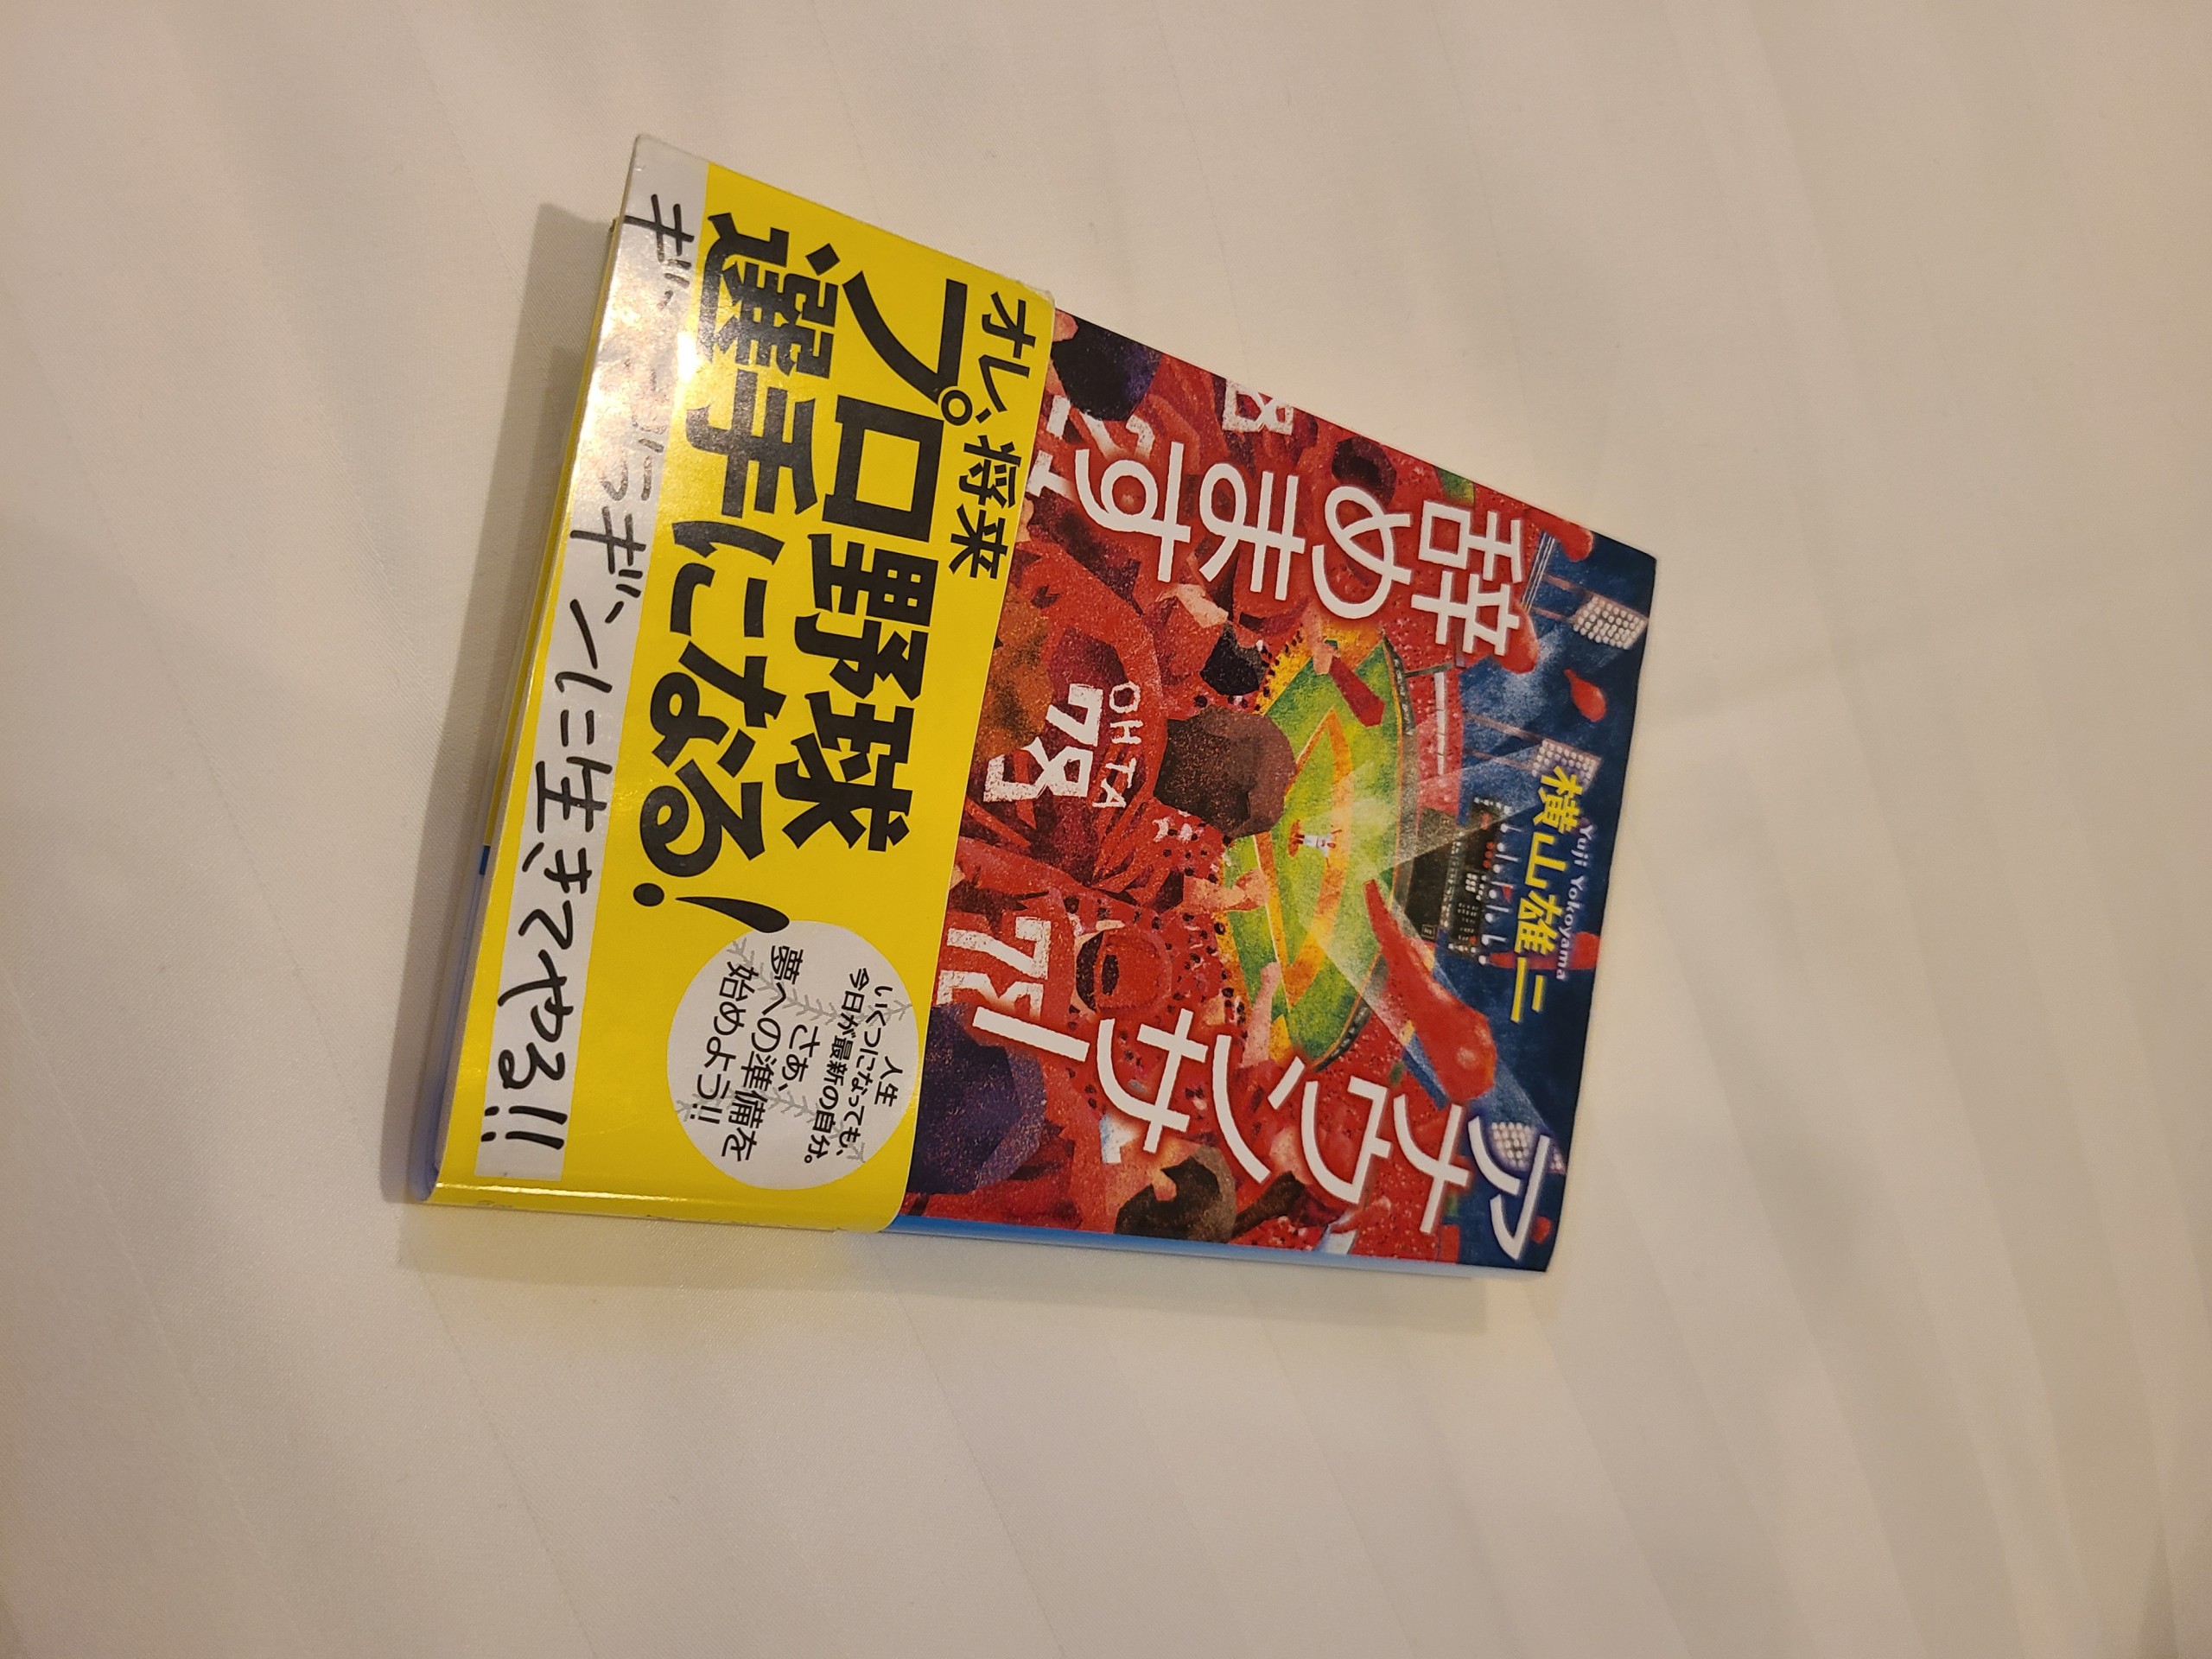 横山雄二
Yuji Yokoyama
アナウンサー
辞めます
OHTA
78
72
オレ、将来
プロ野球
選手になる!
人生
いくつになっても、
今日が最新の自分。
さあ、
夢への準備を
始めよう!!
ギンギンに生きてやる!!